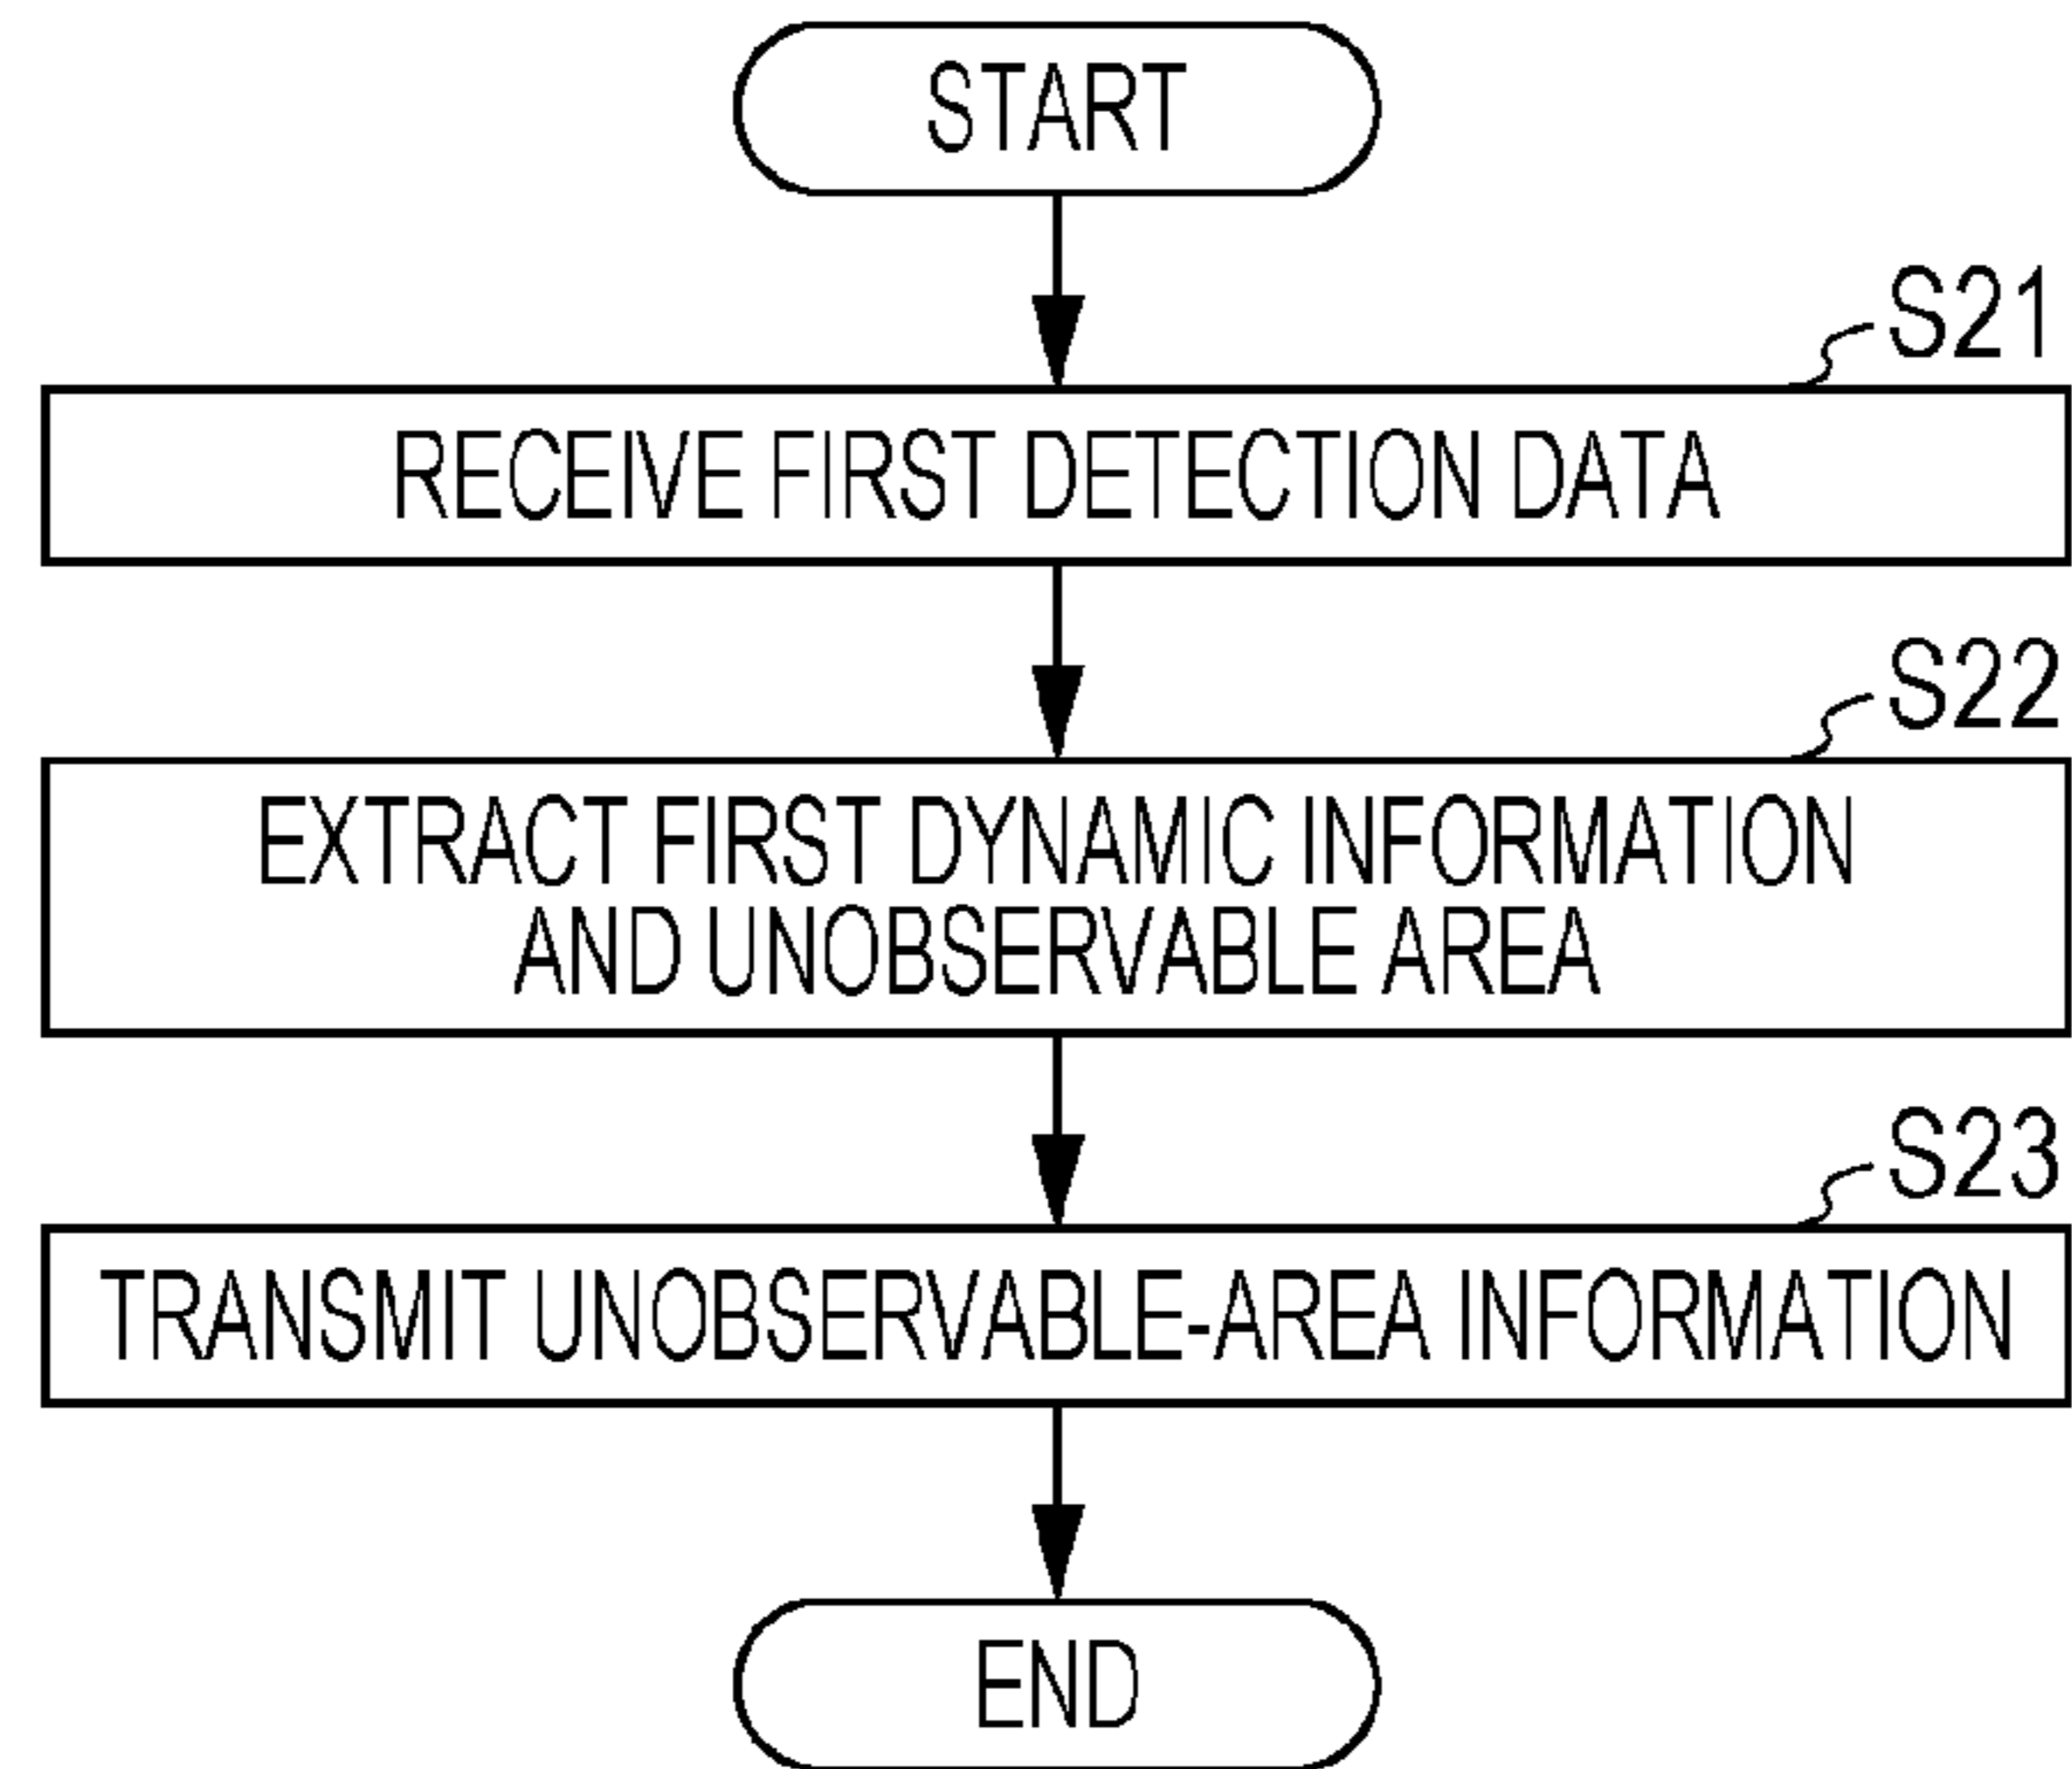 START
S21
RECEIVE FIRST DETECTION DATA
S22
EXTRACT FIRST DYNAMIC INFORMATION
AND UNOBSERVABLE AREA
S23
TRANSMIT UNOBSERVABLE-AREA INFORMATION
END